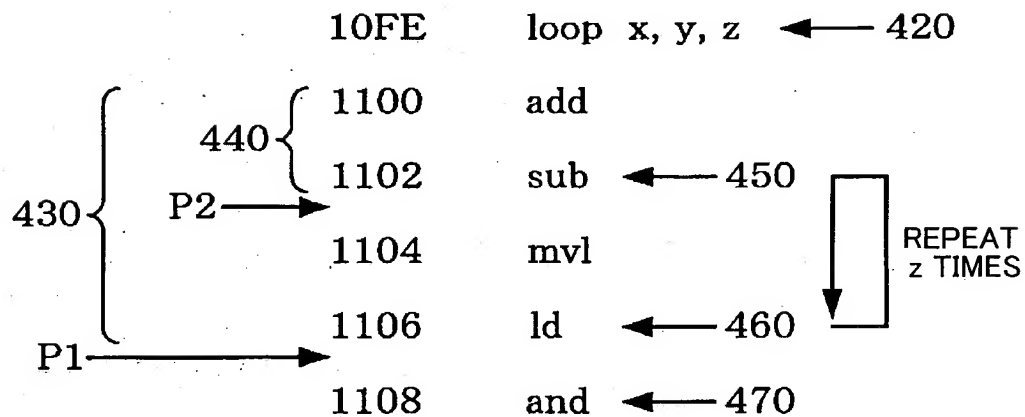 10FE loop x, y, z 420
1100 add
440
1102 sub 450
430 P2
REPEAT
z TIMES
1104 mvl
1106 ld 460
P1
1108 and 470